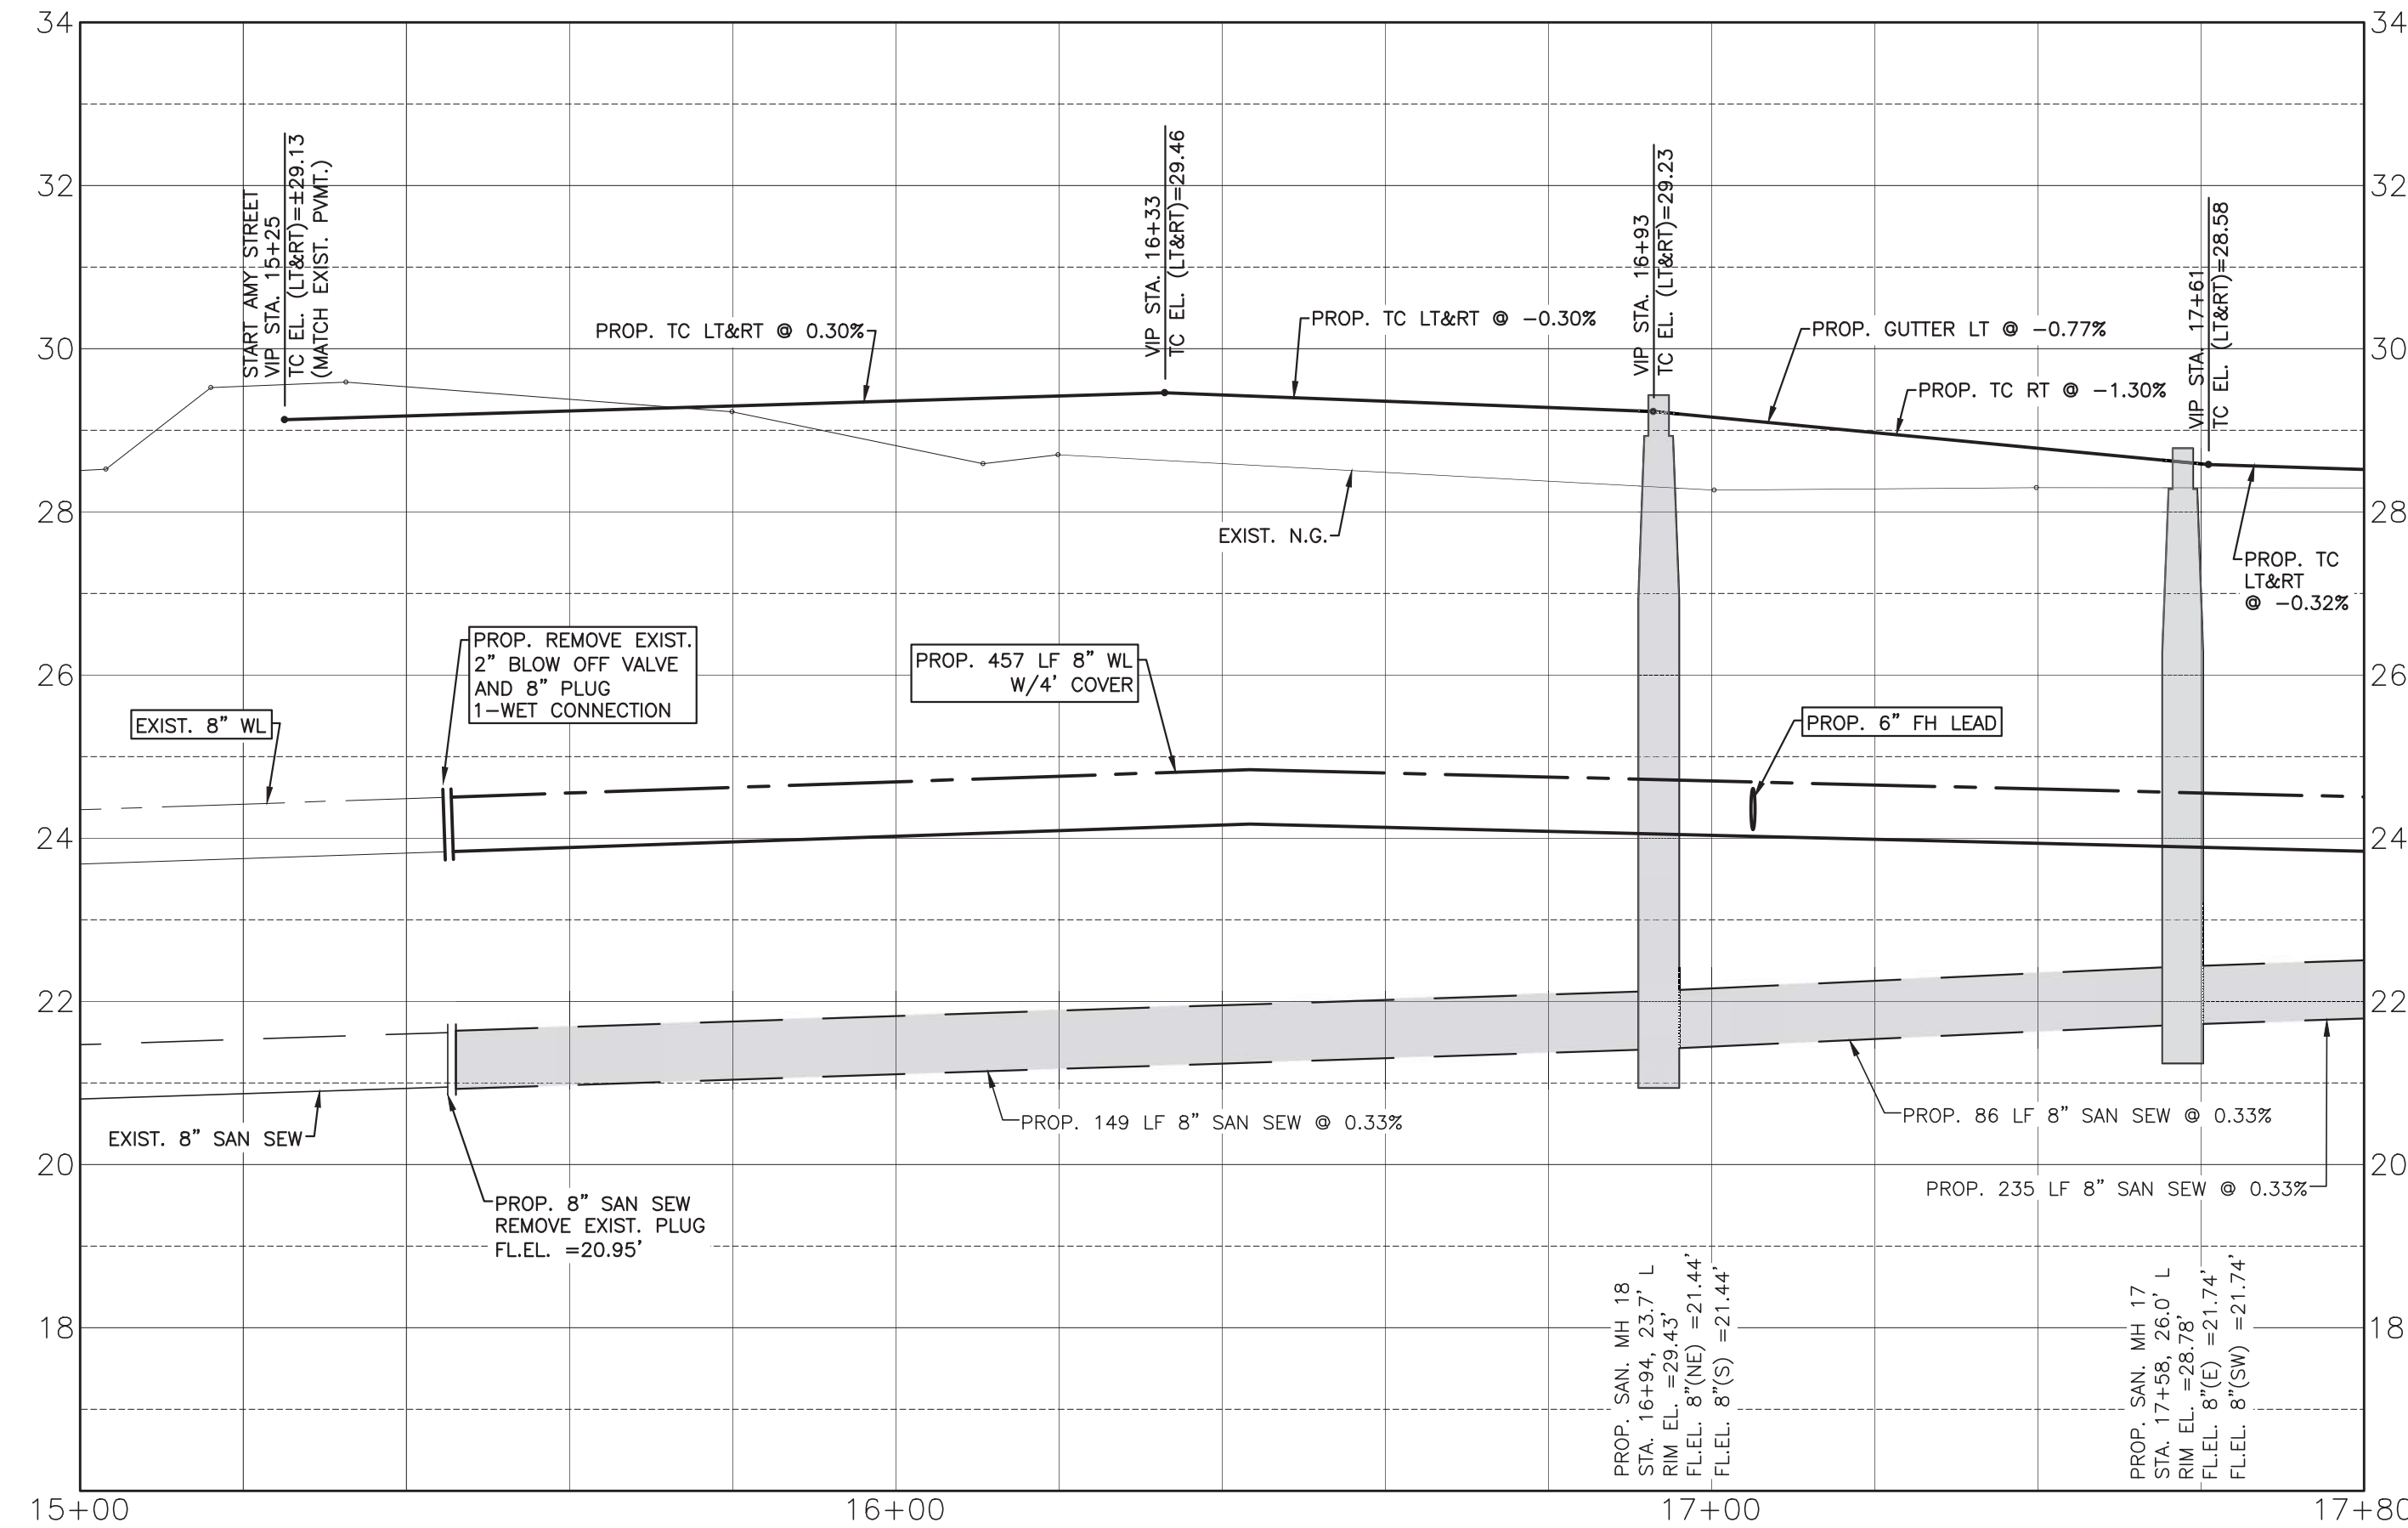 34
34
32
32
30
30
28
28
26
26
24
24
22
22
20
20
18
18
START AMY STREET
VIP STA. 15+25
TC EL. (LT&RT)=±29.13
(MATCH EXIST. PVMT.)
VIP STA. 16+33
TC EL. (LT&RT)=29.46
VIP STA. 16+93
TC EL. (LT&RT)=29.23
VIP STA. 17+61
TC EL. (LT&RT)=28.58
PROP. TC LT&RT @ 0.30%
PROP. TC LT&RT @ -0.30%
PROP. GUTTER LT @ -0.77%
PROP. TC RT @ -1.30%
EXIST. N.G.
PROP. TC
LT&RT
@ -0.32%
PROP. REMOVE EXIST.
2" BLOW OFF VALVE
AND 8" PLUG
1-WET CONNECTION
PROP. 457 LF 8" WL
W/4' COVER
EXIST. 8" WL
PROP. 6" FH LEAD
EXIST. 8" SAN SEW
PROP. 149 LF 8" SAN SEW @ 0.33%
PROP. 86 LF 8" SAN SEW @ 0.33%
PROP. 235 LF 8" SAN SEW @ 0.33%
PROP. 8" SAN SEW
REMOVE EXIST. PLUG
FL.EL. =20.95'
PROP. SAN. MH 18
STA. 16+94, 23.7' L
RIM EL. =29.43'
FL.EL. 8"(NE) =21.44'
FL.EL. 8"(S) =21.44'
PROP. SAN. MH 17
STA. 17+58, 26.0' L
RIM EL. =28.78'
FL.EL. 8"(E) =21.74'
FL.EL. 8"(SW) =21.74'
15+00
16+00
17+00
17+80